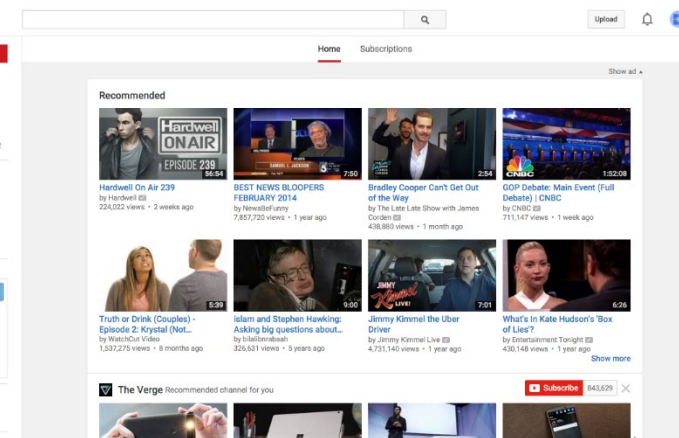 Upload
Home Subscriptions
Show ad
Recommended
Hardwell
ON AIR
EPISODE 239
56:54
SAMUEL L. JACKSON
5
7:50
2:54
CNBC
1:52:08
Hardwell On Air 239
by Hardwell
224,022 views • 2 weeks ago
BEST NEWS BLOOPERS
FEBRUARY 2014
by NewsBeFunny
7,857,720 views • 1 year ago
Bradley Cooper Can't Get Out
of the Way
by The Late Late Show with James
Corden
438,880 views • 1 month ago
GOP Debate: Main Event (Full
Debate) | CNBC
by CNBC
711,147 views • 1 week ago
5:39
9:00
JIMMY
Kimmel
LIVE!
7:01
6:26
Truth or Drink (Couples) -
Episode 2: Krystal (Not...
by WatchCut Video
1,537,275 views • 8 months ago
islam and Stephen Hawking:
Asking big questions about...
by bilalibnrabaah
326,631 views • 5 years ago
Jimmy Kimmel the Uber
Driver
by Jimmy Kimmel Live
4,731,140 views • 1 year ago
What's In Kate Hudson's 'Box
of Lies'?
by Entertainment Tonight
430,148 views • 1 year ago
Show more
The Verge Recommended channel for you
Subscribe 843,629